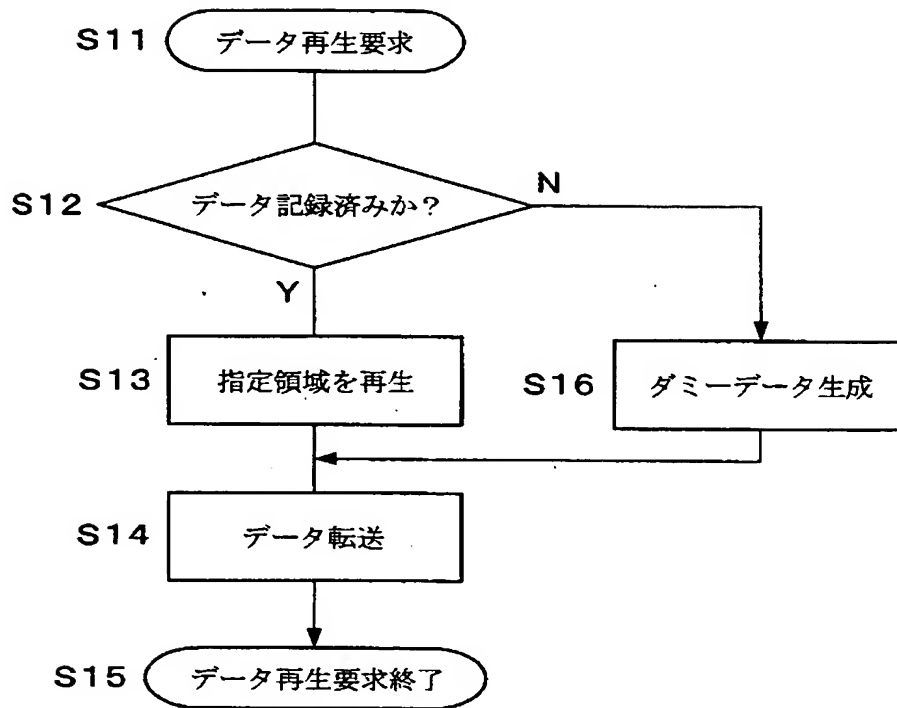 S11 データ再生要求
S12 データ記録済みか?
N
Y
S13 指定領域を再生
S16 ダミーデータ生成
S14 データ転送
S15 データ再生要求終了